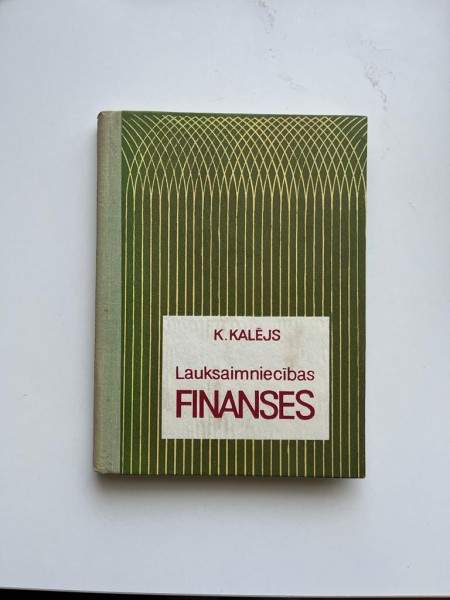 K. KALĒJS
Lauksaimniecības
FINANSES